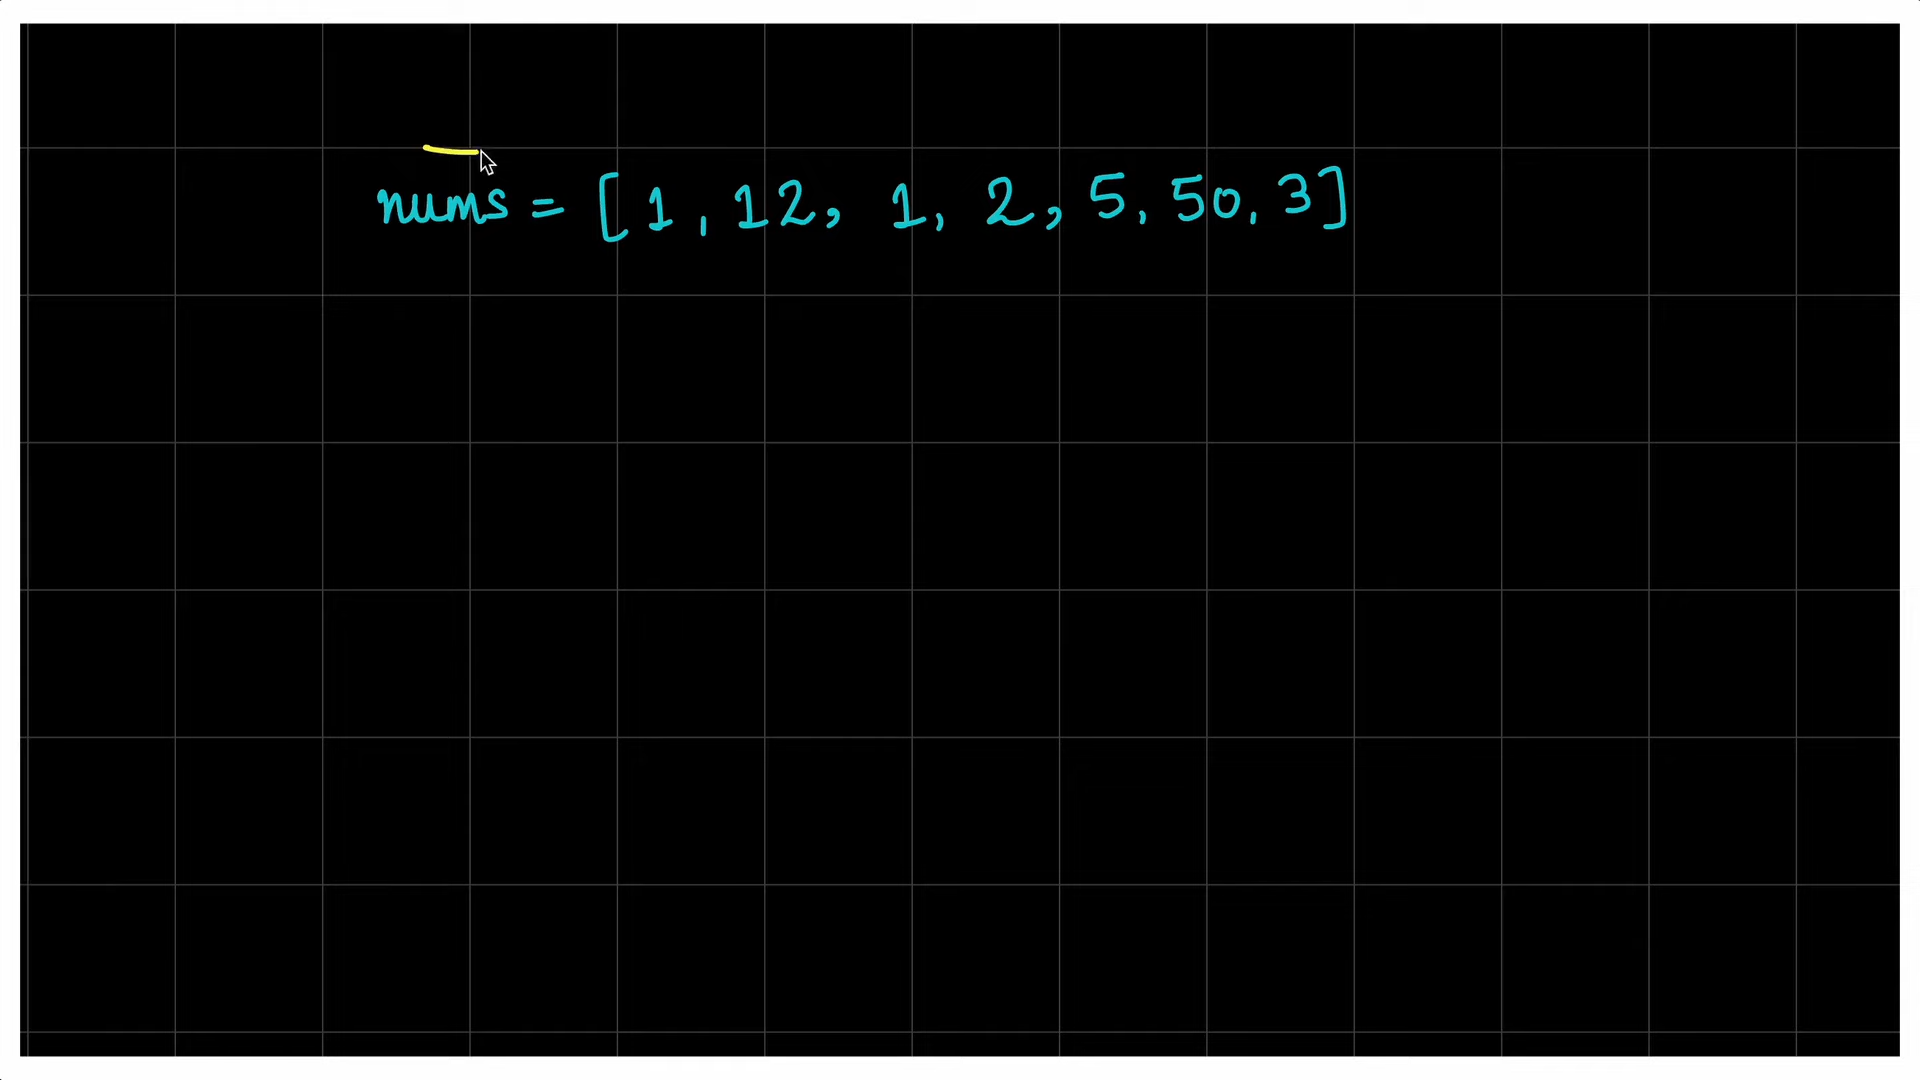 nums = [1, 12, 1, 2, 5, 50, 3]